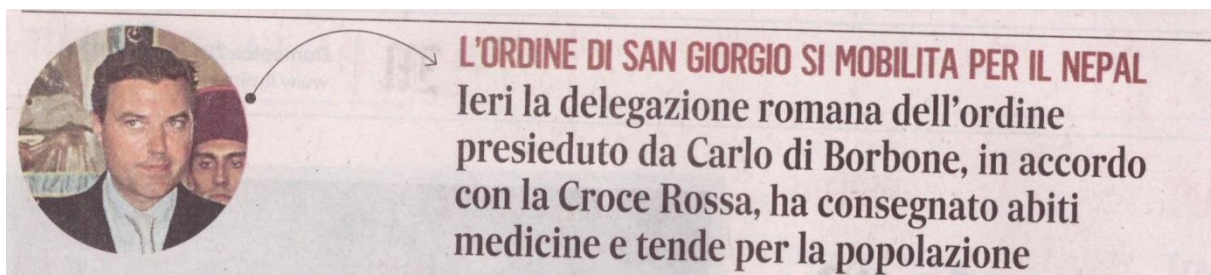 L'ORDINE DI SAN GIORGIO SI MOBILITA PER IL NEPAL
Ieri la delegazione romana dell'ordine
presieduto da Carlo di Borbone, in accordo
con la Croce Rossa, ha consegnato abiti
medicine e tende per la popolazione